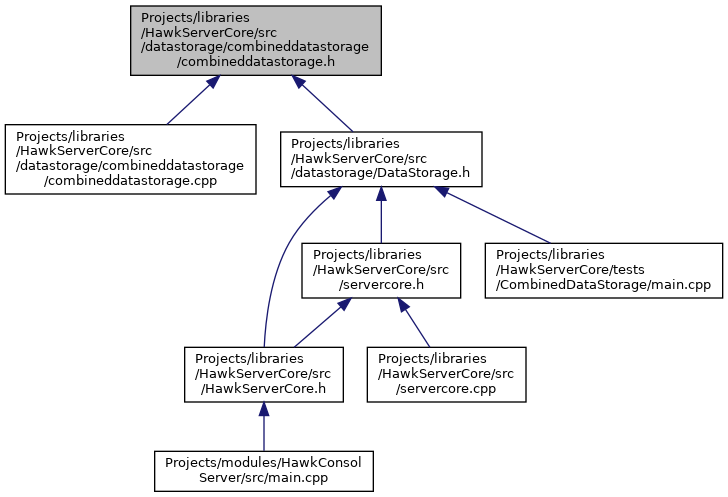 Projects/libraries
/HawkServerCore/src
/datastorage/combineddatastorage
/combineddatastorage.h
Projects/libraries
/HawkServerCore/src
/datastorage/combineddatastorage
/combineddatastorage.cpp
Projects/libraries
/HawkServerCore/src
/datastorage/DataStorage.h
Projects/libraries
/HawkServerCore/src
/servercore.h
Projects/libraries
/HawkServerCore/tests
/CombinedDataStorage/main.cpp
Projects/libraries
/HawkServerCore/src
/HawkServerCore.h
Projects/libraries
/HawkServerCore/src
/servercore.cpp
Projects/modules/HawkConsol
Server/src/main.cpp